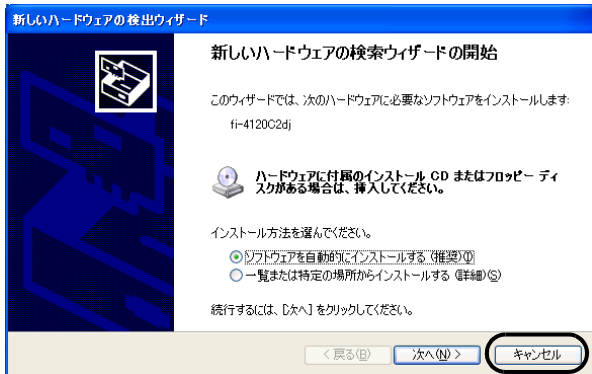 新しいハードウェアの検出ウィザード
新しいハードウェアの検索ウィザードの開始
このウィザードでは、次のハードウェアに必要なソフトウェアをインストールします:
fi-4120C2dj
ハードウェアに付属のインストール CD またはフロッピー ディ
スクがある場合は、挿入してください。
インストール方法を選んでください。
ソフトウェアを自動的にインストールする (推奨)(I)
一覧または特定の場所からインストールする (詳細)(S)
続行するには、[次へ] をクリックしてください。
< 戻る(B) 次へ(N) > キャンセル